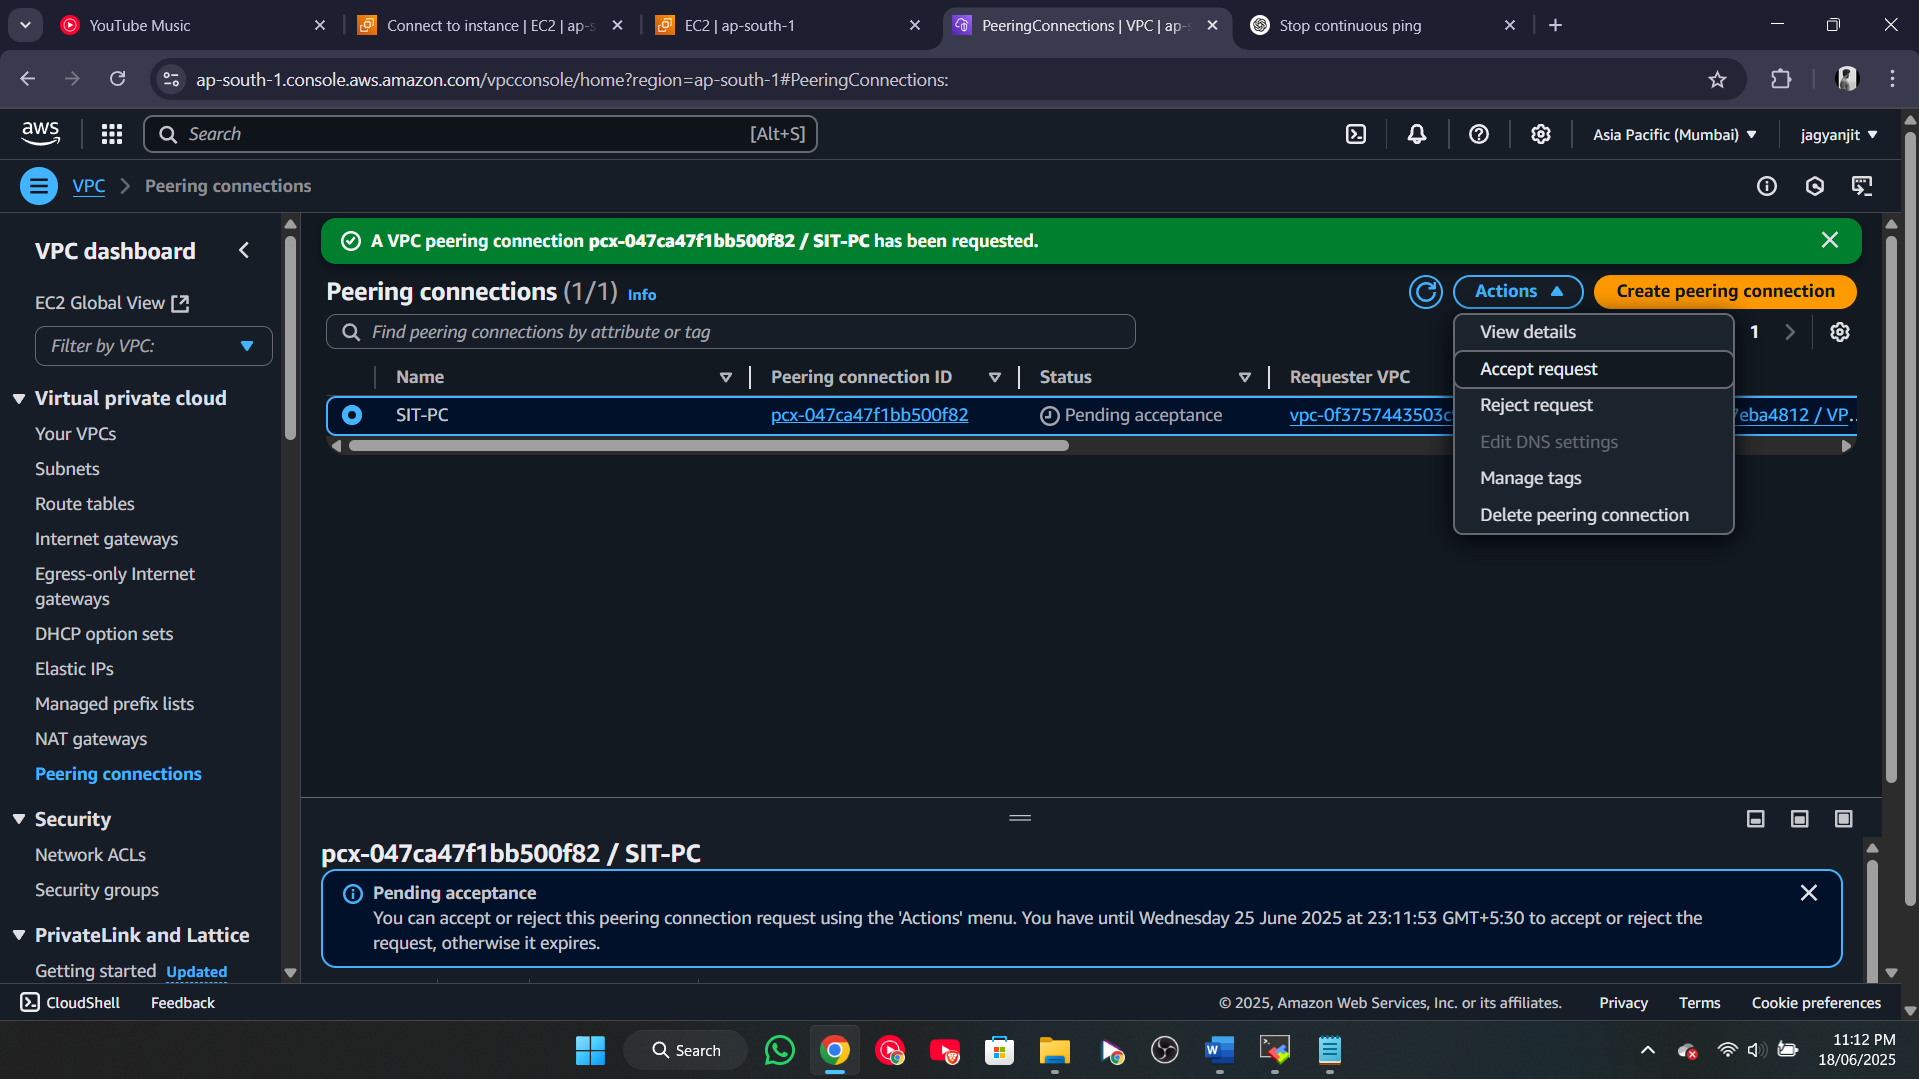 YouTube Music
Connect to instance | EC2 | ap-s
EC2 | ap-south-1
PeeringConnections | VPC | ap-
Stop continuous ping
ap-south-1.console.aws.amazon.com/vpcconsole/home?region=ap-south-1#PeeringConnections:
aws
Search
[Alt+S]
Asia Pacific (Mumbai)
jagyanjit
VPC
Peering connections
VPC dashboard
EC2 Global View
Filter by VPC:
Virtual private cloud
Your VPCs
Subnets
Route tables
Internet gateways
Egress-only Internet
gateways
DHCP option sets
Elastic IPs
Managed prefix lists
NAT gateways
Peering connections
Security
Network ACLs
Security groups
PrivateLink and Lattice
Getting started Updated
A VPC peering connection pcx-047ca47f1bb500f82 / SIT-PC has been requested.
Peering connections (1/1) Info
Actions
Create peering connection
Find peering connections by attribute or tag
1
View details
Accept request
Reject request
Edit DNS settings
Manage tags
Delete peering connection
Name
Peering connection ID
Status
Requester VPC
SIT-PC
pcx-047ca47f1bb500f82
Pending acceptance
vpc-0f3757443503c
7eba4812 / VP...
pcx-047ca47f1bb500f82 / SIT-PC
Pending acceptance
You can accept or reject this peering connection request using the 'Actions' menu. You have until Wednesday 25 June 2025 at 23:11:53 GMT+5:30 to accept or reject the
request, otherwise it expires.
CloudShell
Feedback
© 2025, Amazon Web Services, Inc. or its affiliates.
Privacy
Terms
Cookie preferences
Search
11:12 PM
18/06/2025